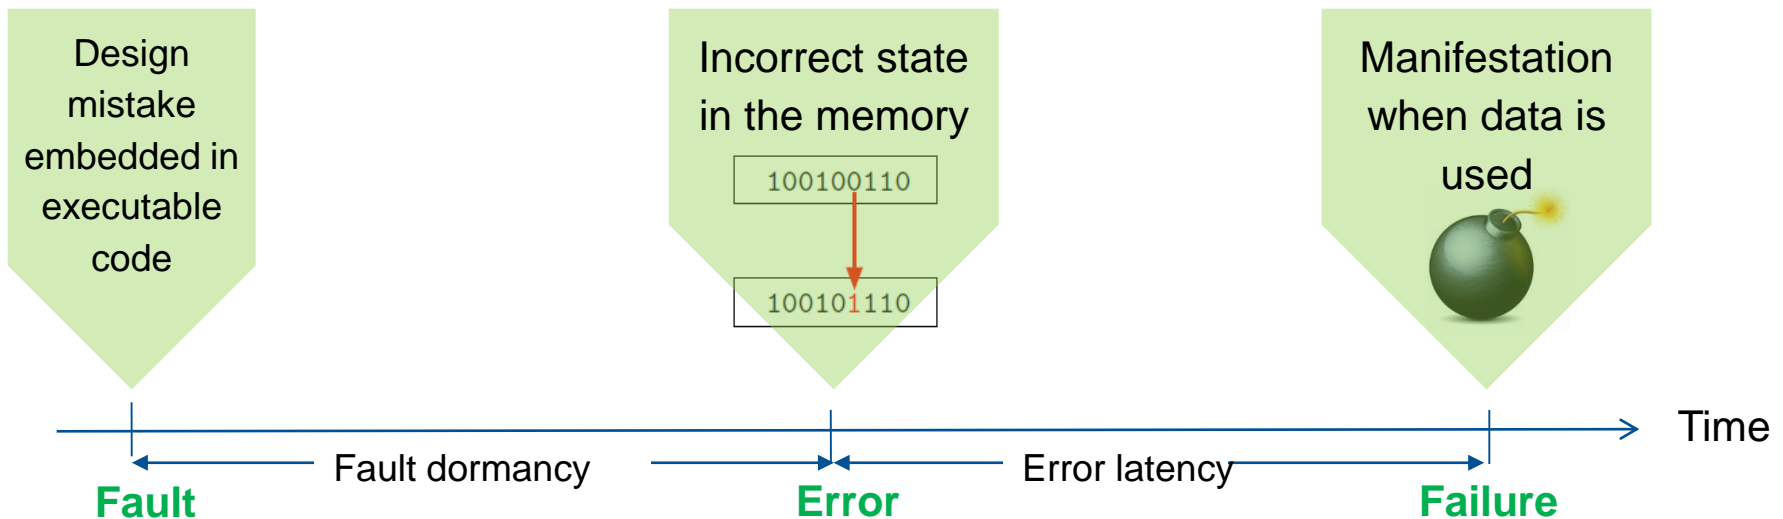 Design
mistake
embedded in
executable
code
Incorrect state
in the memory
100100110
100101110
Manifestation
when data is
used
Time
Fault dormancy
Error latency
Fault
Error
Failure